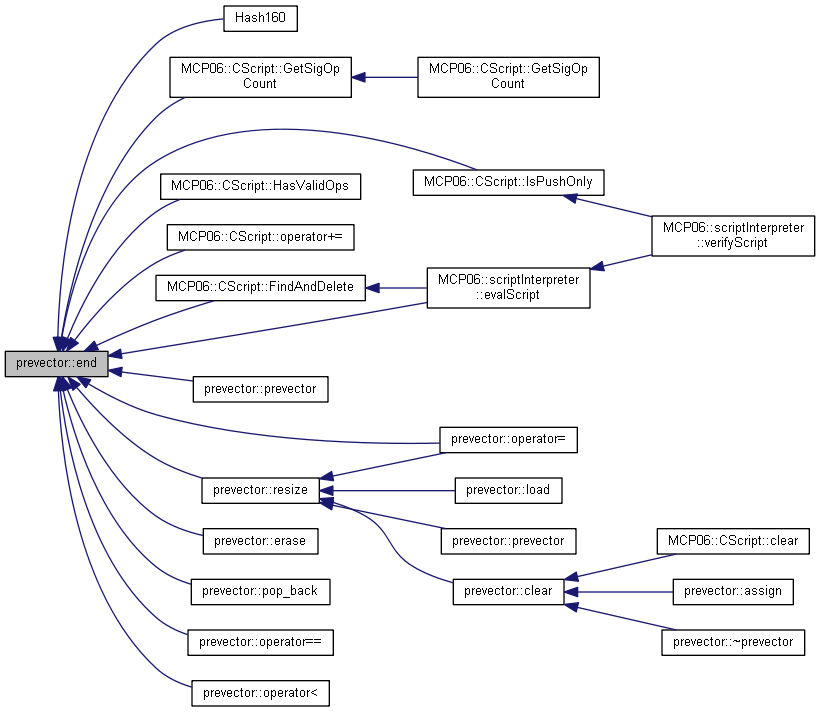 Hash160
MCP06::CScript::GetSigOp
Count
MCP06::CScript::GetSigOp
Count
MCP06::CScript::IsPushOnly
MCP06::CScript::HasValidOps
MCP06::scriptInterpreter
::verifyScript
MCP06::CScript::operator+=
MCP06::CScript::FindAndDelete
MCP06::scriptInterpreter
::evalScript
prevector::end
prevector::prevector
prevector::operator=
prevector::resize
prevector::load
prevector::erase
prevector::prevector
MCP06::CScript::clear
prevector::pop_back
prevector::clear
prevector::assign
prevector::operator==
prevector::~prevector
prevector::operator<